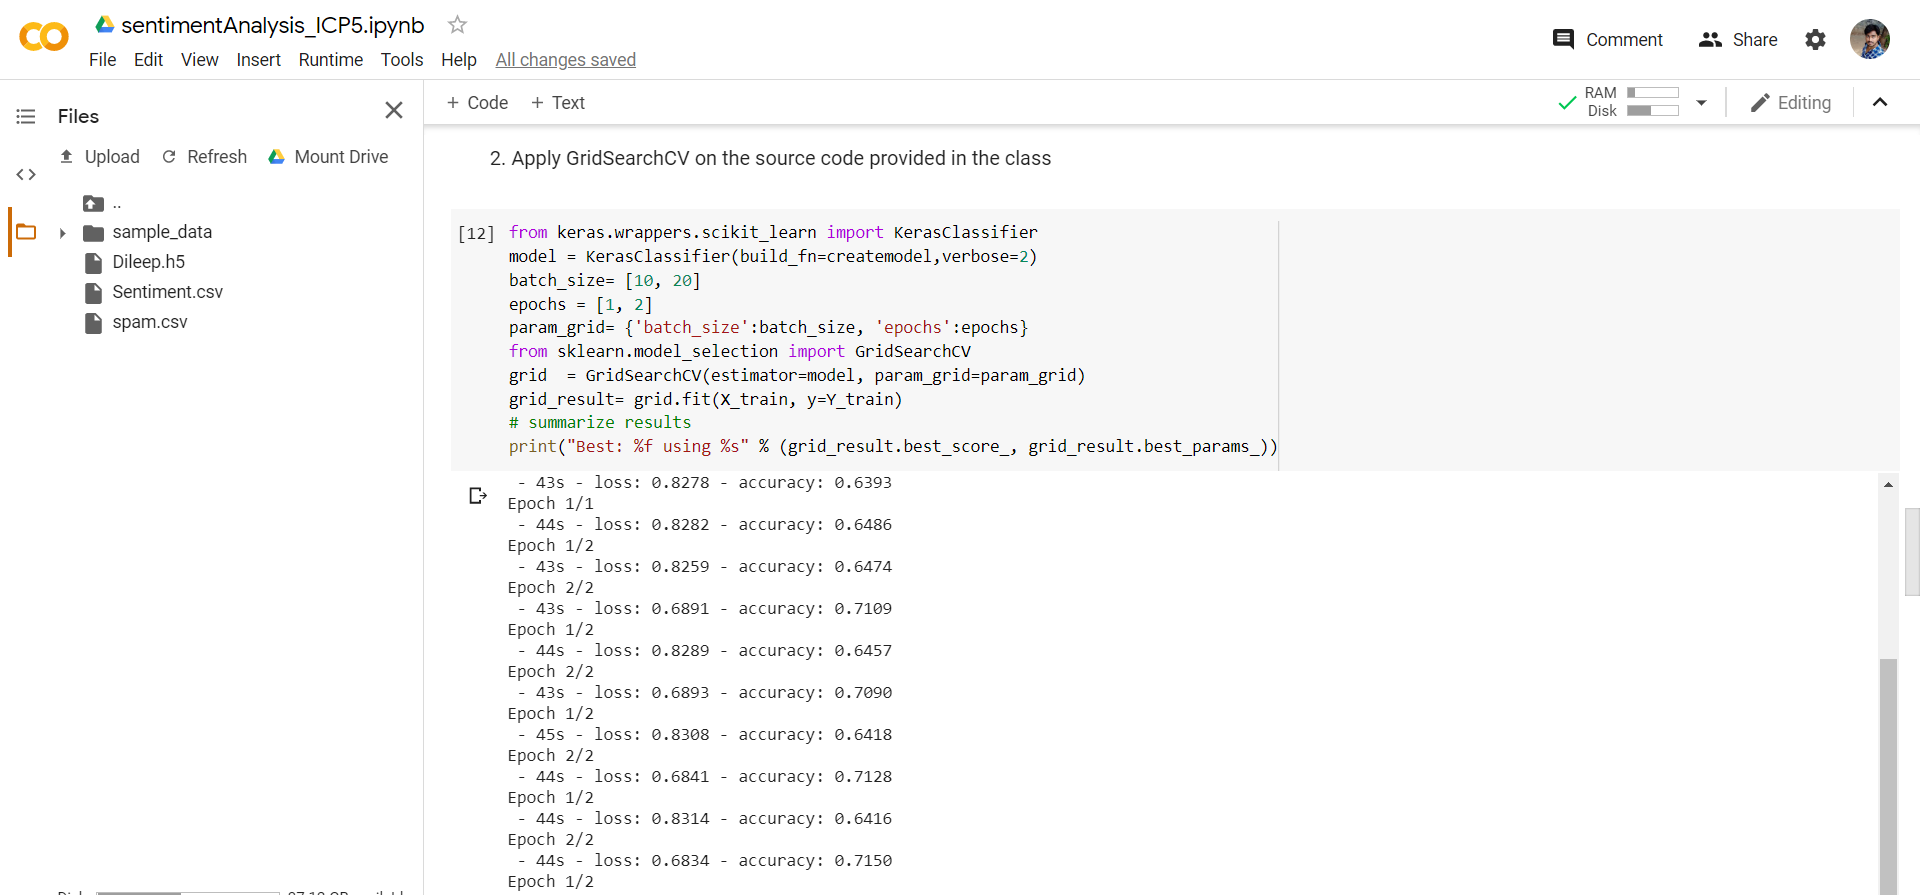 sentimentAnalysis_ICP5.ipynb
File Edit View Insert Runtime Tools Help All changes saved
Comment Share
Files
Upload Refresh Mount Drive
..
sample_data
Dileep.h5
Sentiment.csv
spam.csv
+ Code + Text
RAM
Disk
Editing
2. Apply GridSearchCV on the source code provided in the class
[12] from keras.wrappers.scikit_learn import KerasClassifier
model = KerasClassifier(build_fn=createmodel,verbose=2)
batch_size= [10, 20]
epochs = [1, 2]
param_grid= {'batch_size':batch_size, 'epochs':epochs}
from sklearn.model_selection import GridSearchCV
grid  = GridSearchCV(estimator=model, param_grid=param_grid)
grid_result= grid.fit(X_train, y=Y_train)
# summarize results
print("Best: %f using %s" % (grid_result.best_score_, grid_result.best_params_))
- 43s - loss: 0.8278 - accuracy: 0.6393
Epoch 1/1
- 44s - loss: 0.8282 - accuracy: 0.6486
Epoch 1/2
- 43s - loss: 0.8259 - accuracy: 0.6474
Epoch 2/2
- 43s - loss: 0.6891 - accuracy: 0.7109
Epoch 1/2
- 44s - loss: 0.8289 - accuracy: 0.6457
Epoch 2/2
- 43s - loss: 0.6893 - accuracy: 0.7090
Epoch 1/2
- 45s - loss: 0.8308 - accuracy: 0.6418
Epoch 2/2
- 44s - loss: 0.6841 - accuracy: 0.7128
Epoch 1/2
- 44s - loss: 0.8314 - accuracy: 0.6416
Epoch 2/2
- 44s - loss: 0.6834 - accuracy: 0.7150
Epoch 1/2